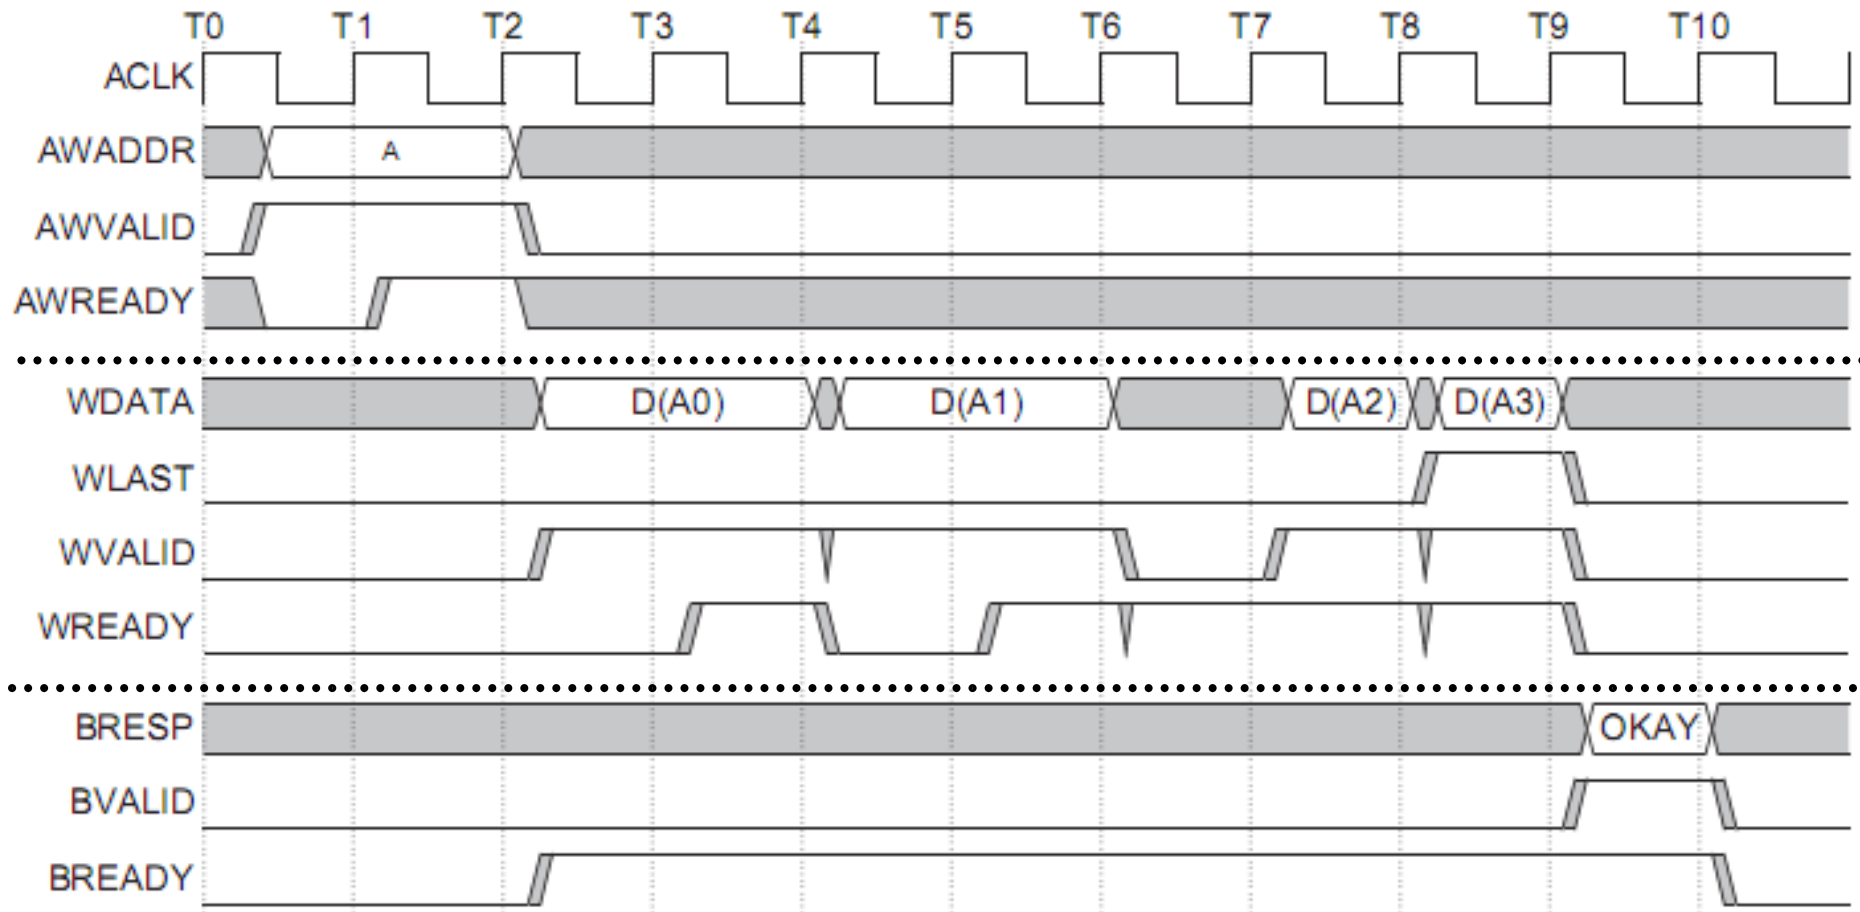 T0 T1 T2 T3 T4 T5 T6 T7 T8 T9 T10
ACLK
AWADDR A
AWVALID
AWREADY
WDATA D(A0) D(A1) D(A2) D(A3)
WLAST
WVALID
WREADY
BRESP OKAY
BVALID
BREADY